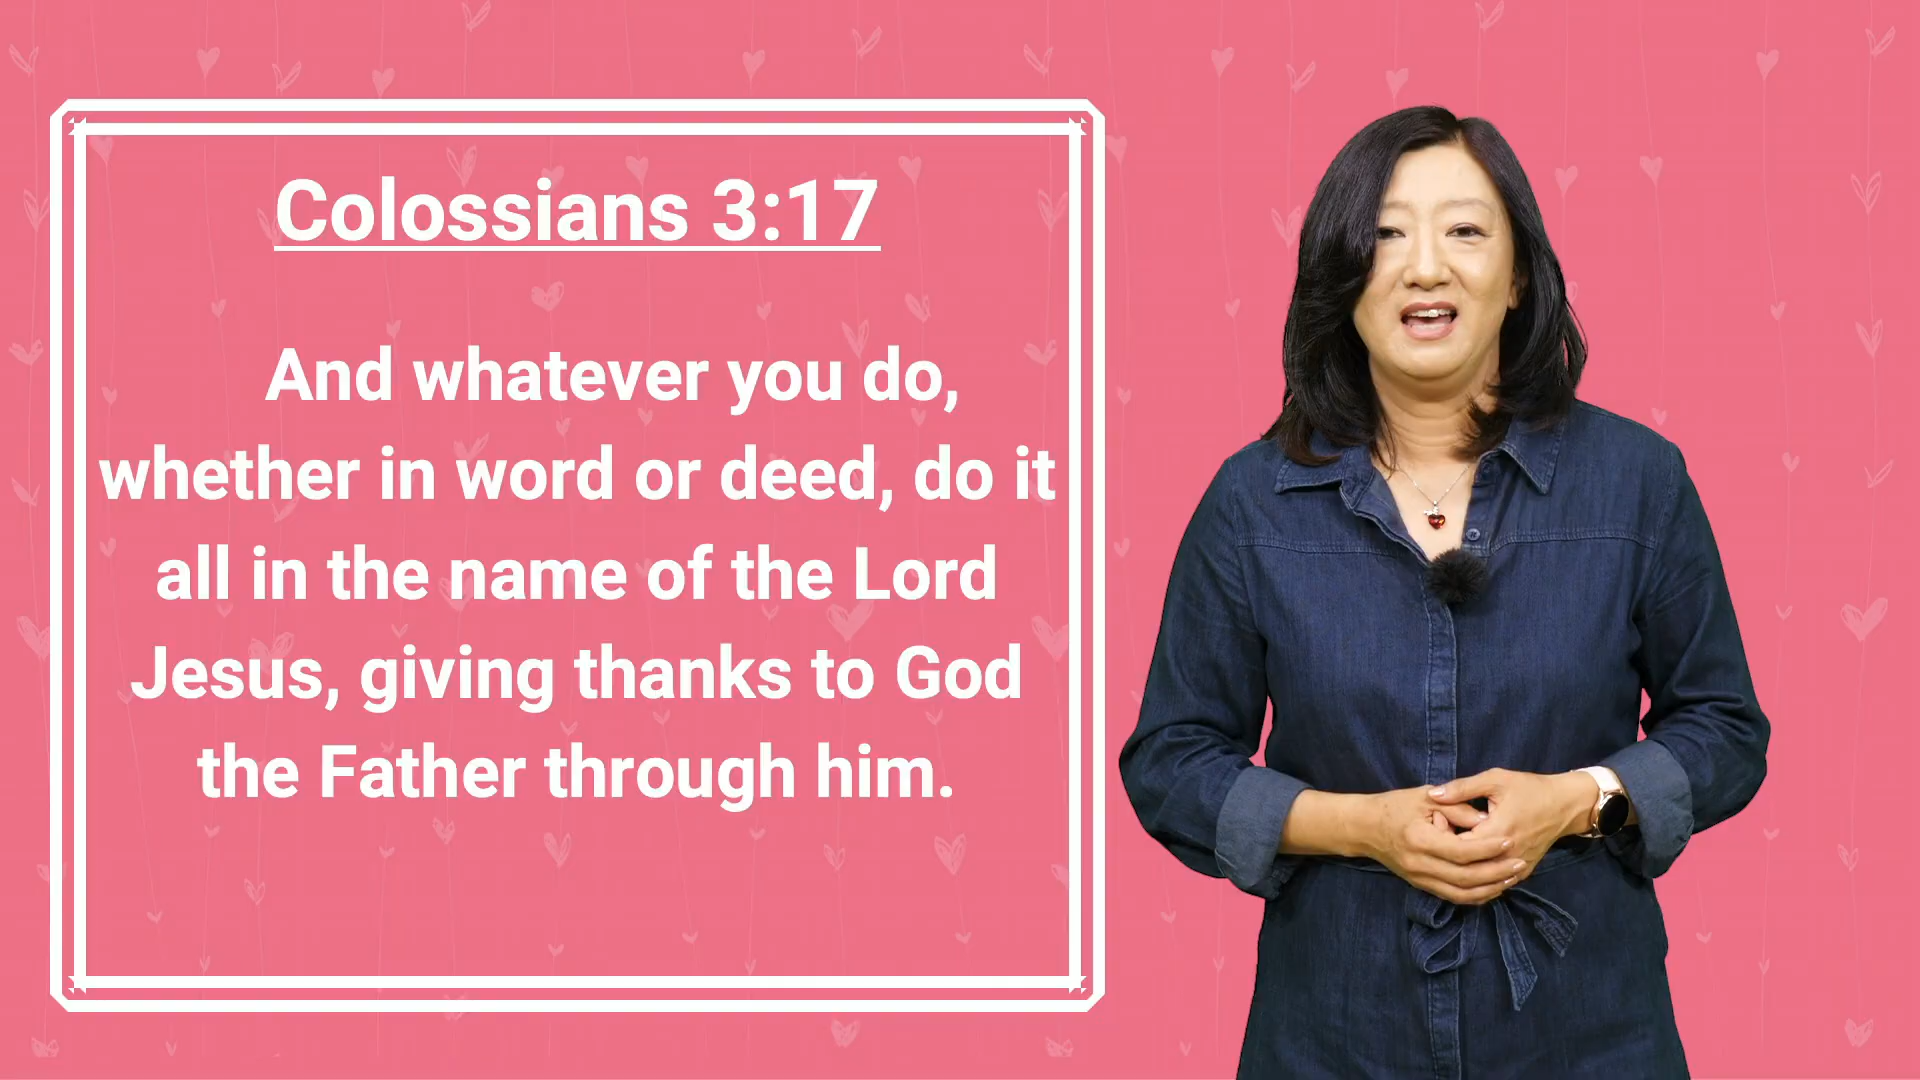 Colossians 3:17
And whatever you do,
whether in word or deed, do it
all in the name of the Lord
Jesus, giving thanks to God
the Father through him.